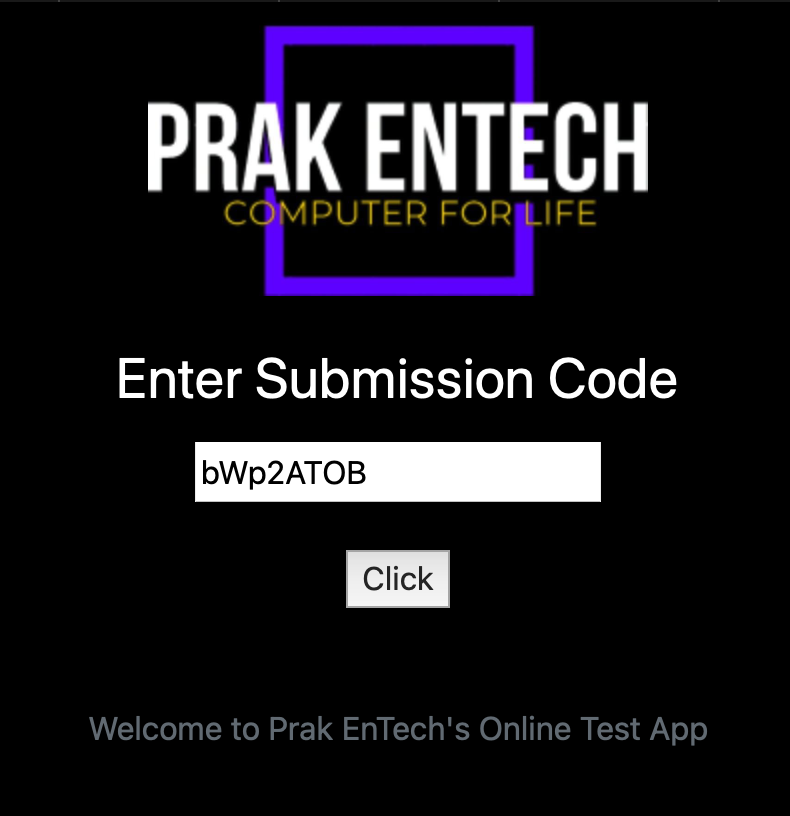 PRAK ENTECH
COMPUTER FOR LIFE
Enter Submission Code
bWp2ATOB
Click
Welcome to Prak EnTech's Online Test App